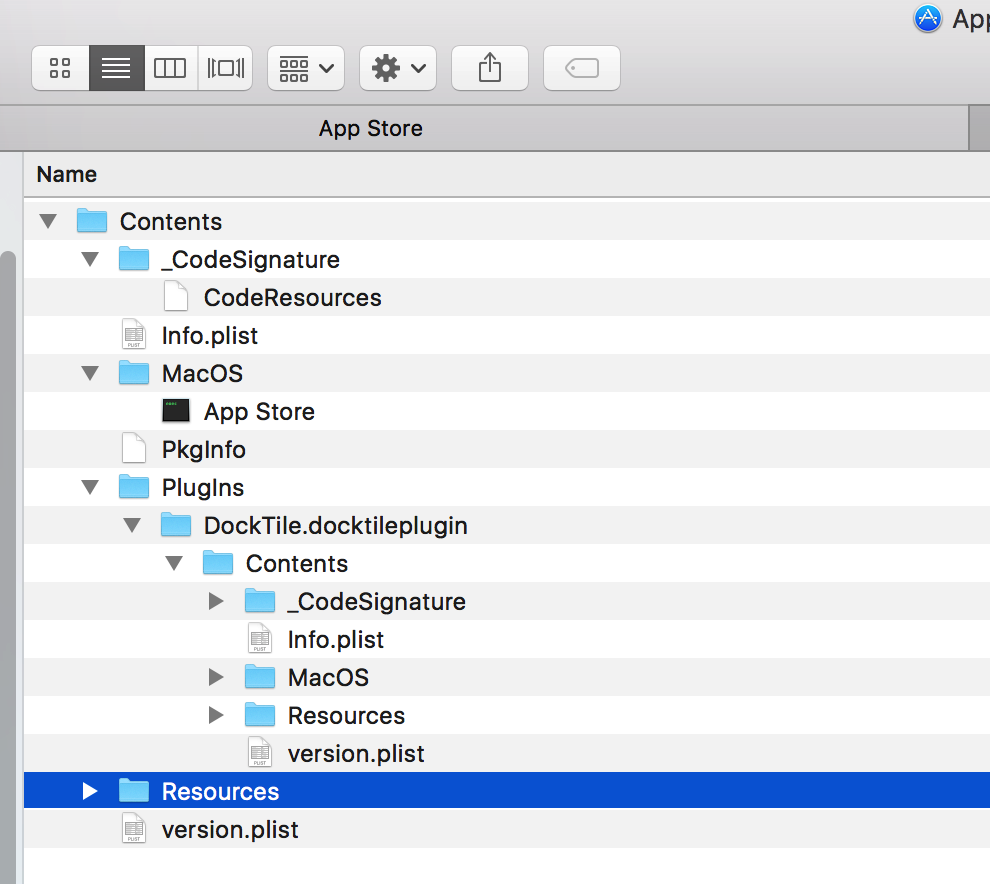 App
App Store
Name
Contents
_CodeSignature
CodeResources
Info.plist
MacOS
App Store
PkgInfo
PlugIns
DockTile.docktileplugin
Contents
_CodeSignature
Info.plist
MacOS
Resources
version.plist
Resources
version.plist